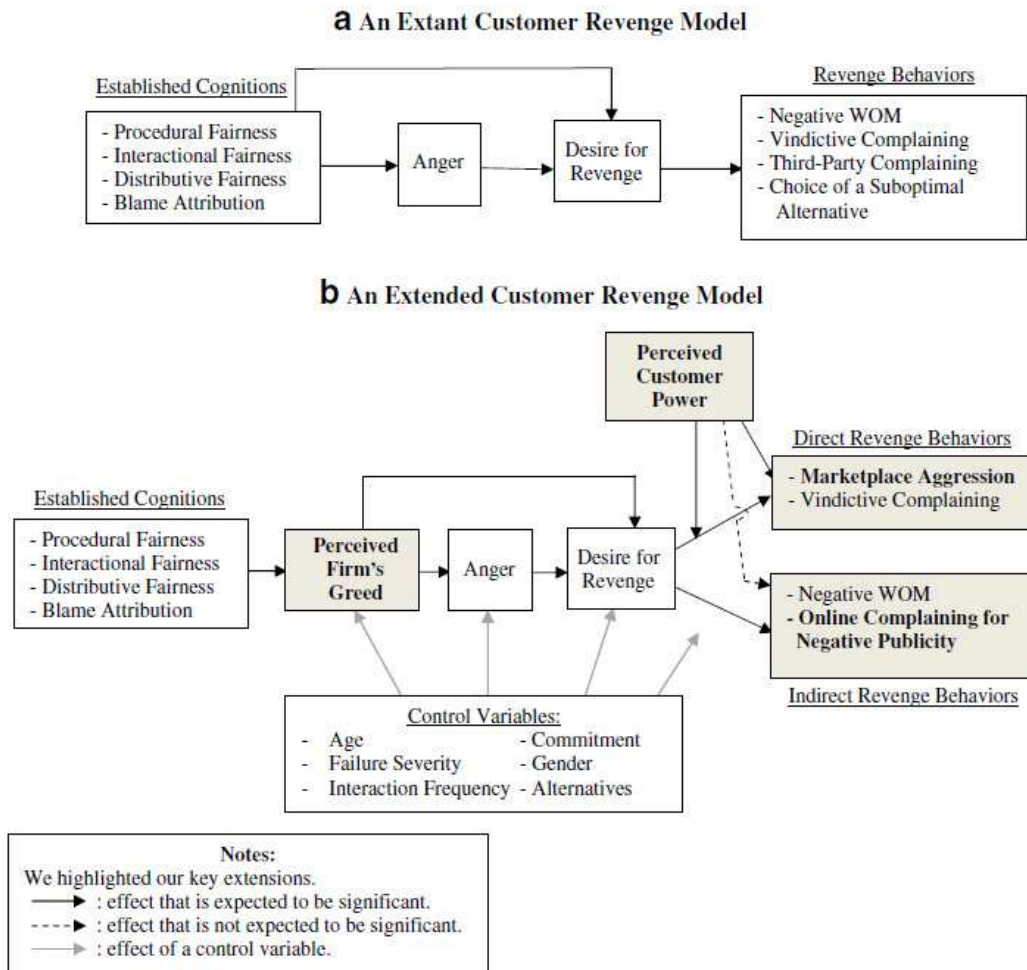 a An Extant Customer Revenge Model
Established Cognitions
- Procedural Fairness
- Interactional Fairness
- Distributive Fairness
- Blame Attribution
Anger
Desire for
Revenge
Revenge Behaviors
- Negative WOM
- Vindictive Complaining
- Third-Party Complaining
- Choice of a Suboptimal
Alternative
b An Extended Customer Revenge Model
Perceived
Customer
Power
Established Cognitions
- Procedural Fairness
- Interactional Fairness
- Distributive Fairness
- Blame Attribution
Perceived
Firm's
Greed
Anger
Desire for
Revenge
Direct Revenge Behaviors
- Marketplace Aggression
- Vindictive Complaining
- Negative WOM
- Online Complaining for
Negative Publicity
Indirect Revenge Behaviors
Control Variables:
- Age - Commitment
- Failure Severity - Gender
- Interaction Frequency - Alternatives
Notes:
We highlighted our key extensions.
: effect that is expected to be significant.
: effect that is not expected to be significant.
: effect of a control variable.